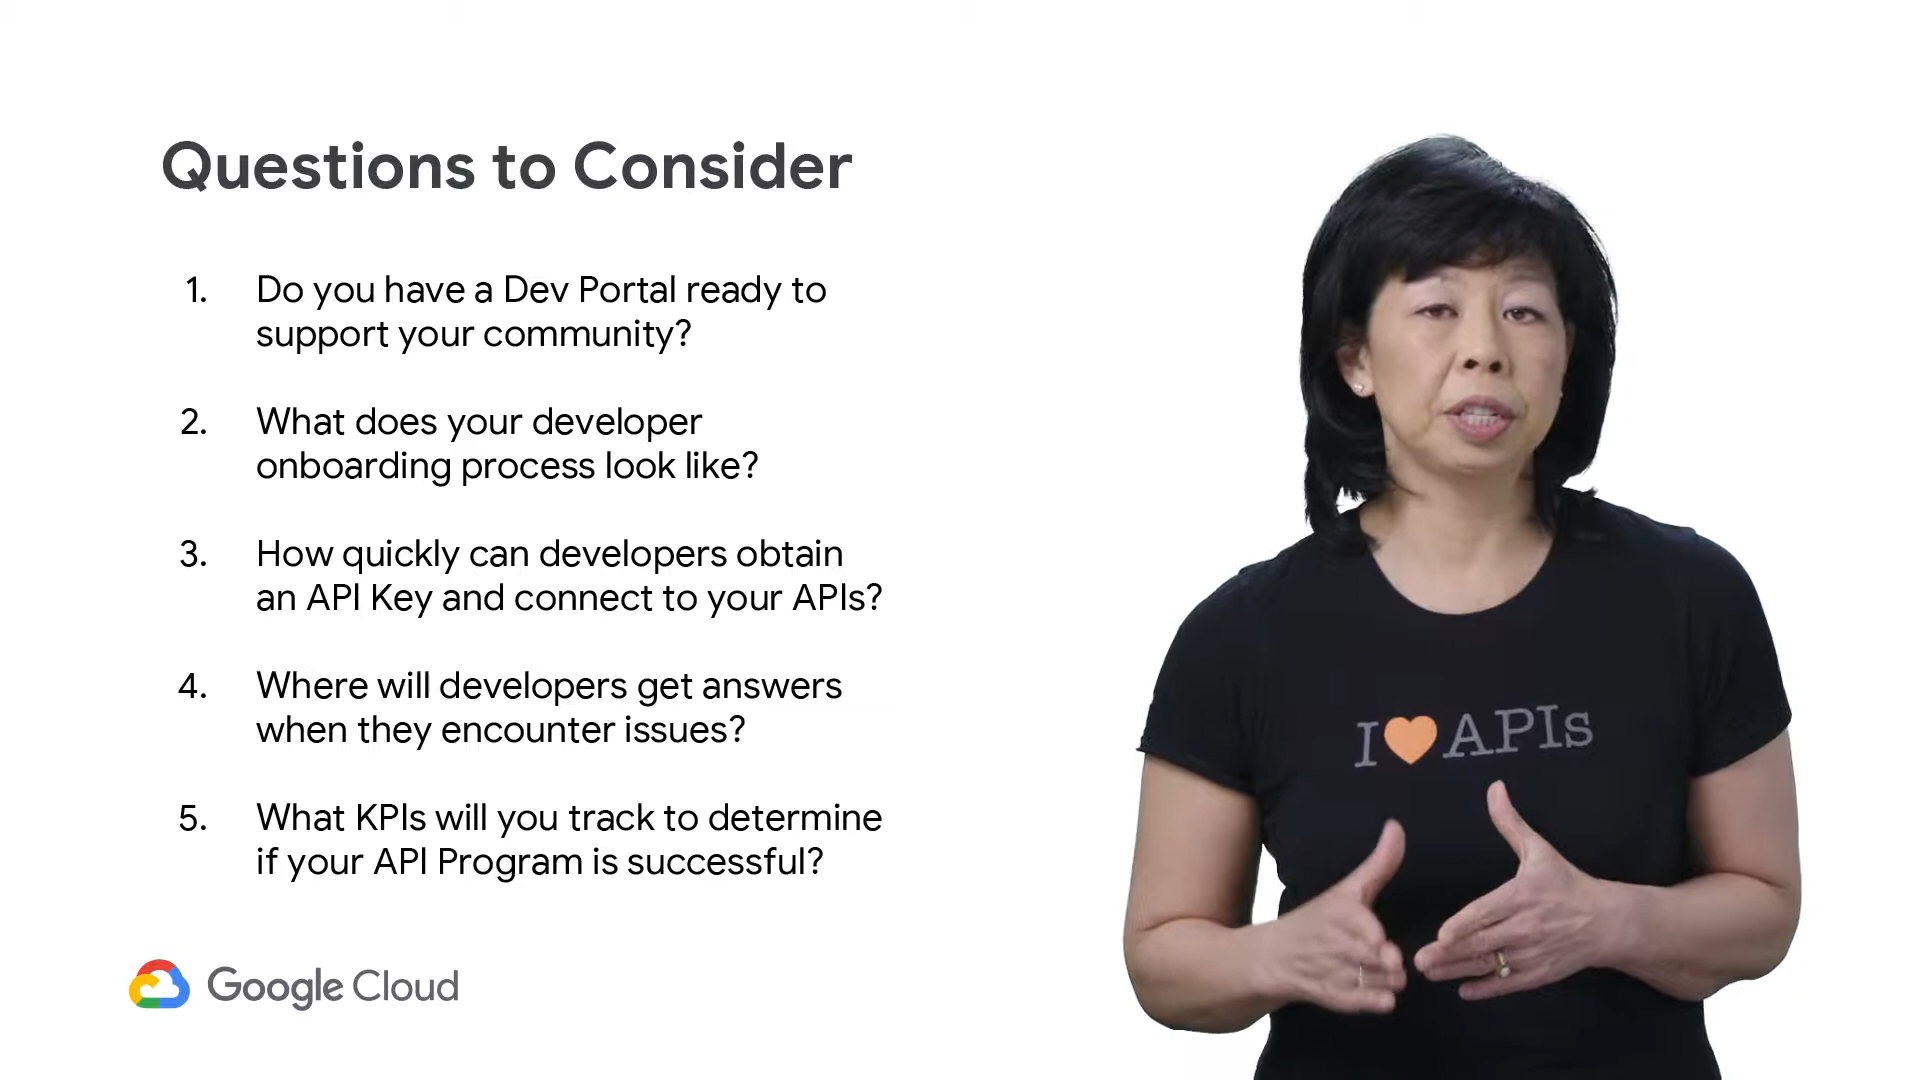 Questions to Consider
1. Do you have a Dev Portal ready to
support your community?
2. What does your developer
onboarding process look like?
3. How quickly can developers obtain
an API Key and connect to your APIs?
4. Where will developers get answers
when they encounter issues?
5. What KPIs will you track to determine
if your API Program is successful?
I🧡APIs
Google Cloud